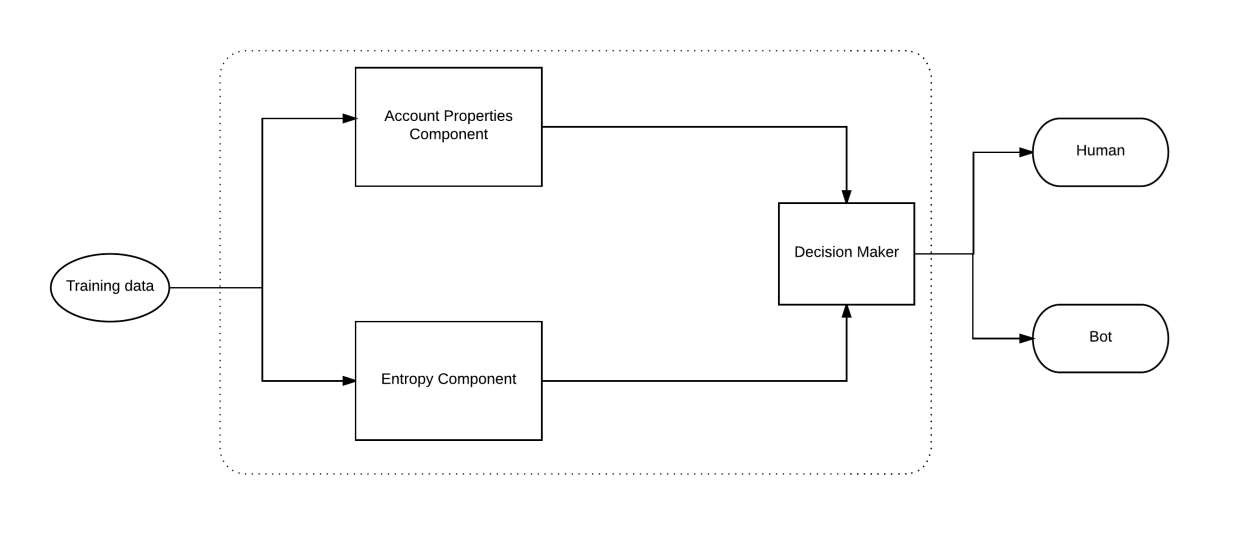 Account Properties
Component
Human
Decision Maker
Training data
Bot
Entropy Component